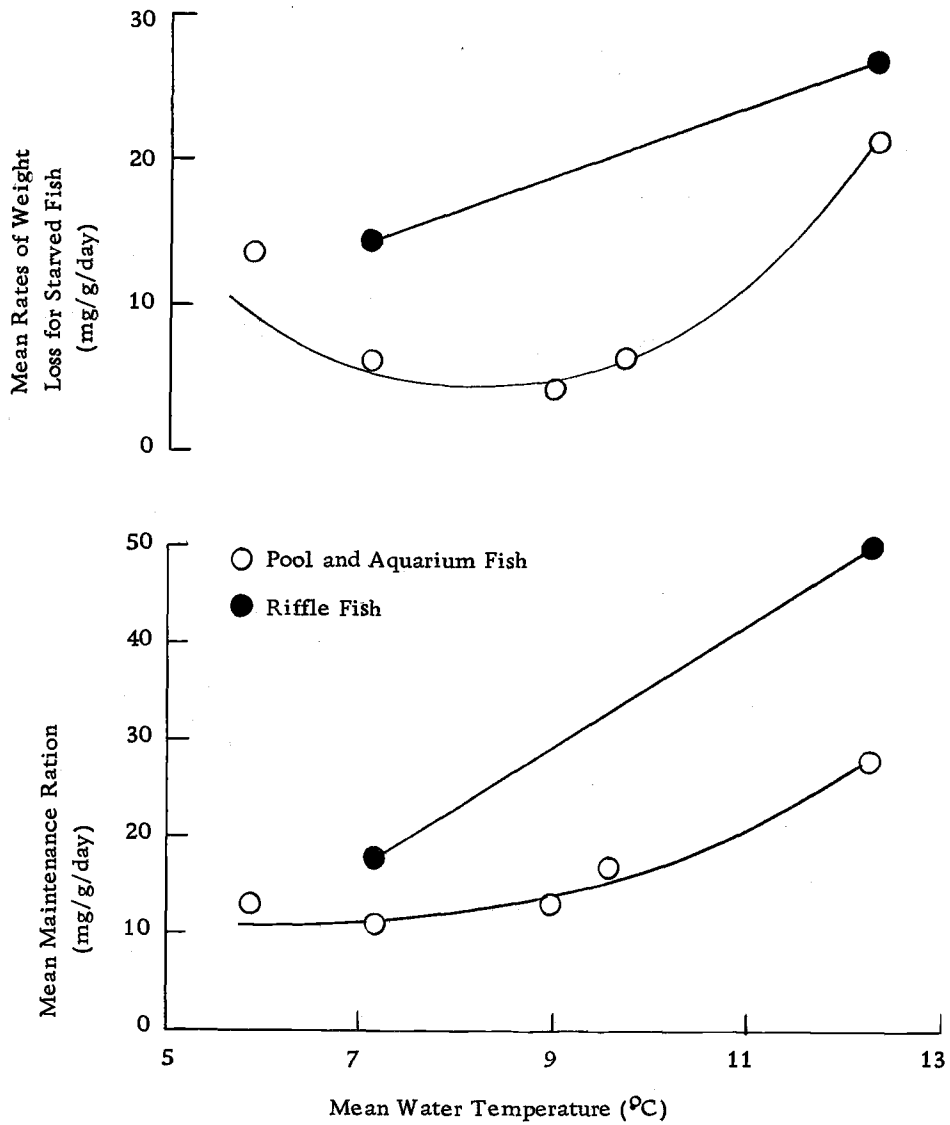 30
20
10
0
Mean Rates of Weight
Loss for Starved Fish
(mg/g/day)
50
40
30
20
10
0
Pool and Aquarium Fish
Riffle Fish
Mean Maintenance Ration
(mg/g/day)
5 7 9 11 13
Mean Water Temperature (ºC)